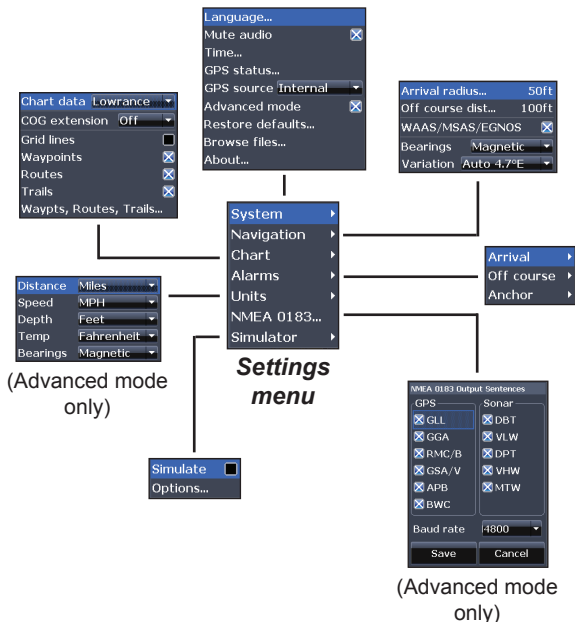 Language...
Mute audio
Time...
GPS status...
GPS source Internal
Advanced mode
Restore defaults...
Browse files...
About...
Chart data Lowrance
COG extension Off
Grid lines
Waypoints
Routes
Trails
Waypts, Routes, Trails...
Arrival radius... 50ft
Off course dist... 100ft
WAAS/MSAS/EGNOS
Bearings Magnetic
Variation Auto 4.7°E
System
Navigation
Chart
Alarms
Units
NMEA 0183...
Simulator
Settings
menu
Arrival
Off course
Anchor
Distance Miles
Speed MPH
Depth Feet
Temp Fahrenheit
Bearings Magnetic
(Advanced mode
only)
Simulate
Options...
NMEA 0183 Output Sentences
GPS Sonar
GLL DBT
GGA VLW
RMC/B DPT
GSA/V VHW
APB MTW
BWC
Baud rate 4800
Save Cancel
(Advanced mode
only)